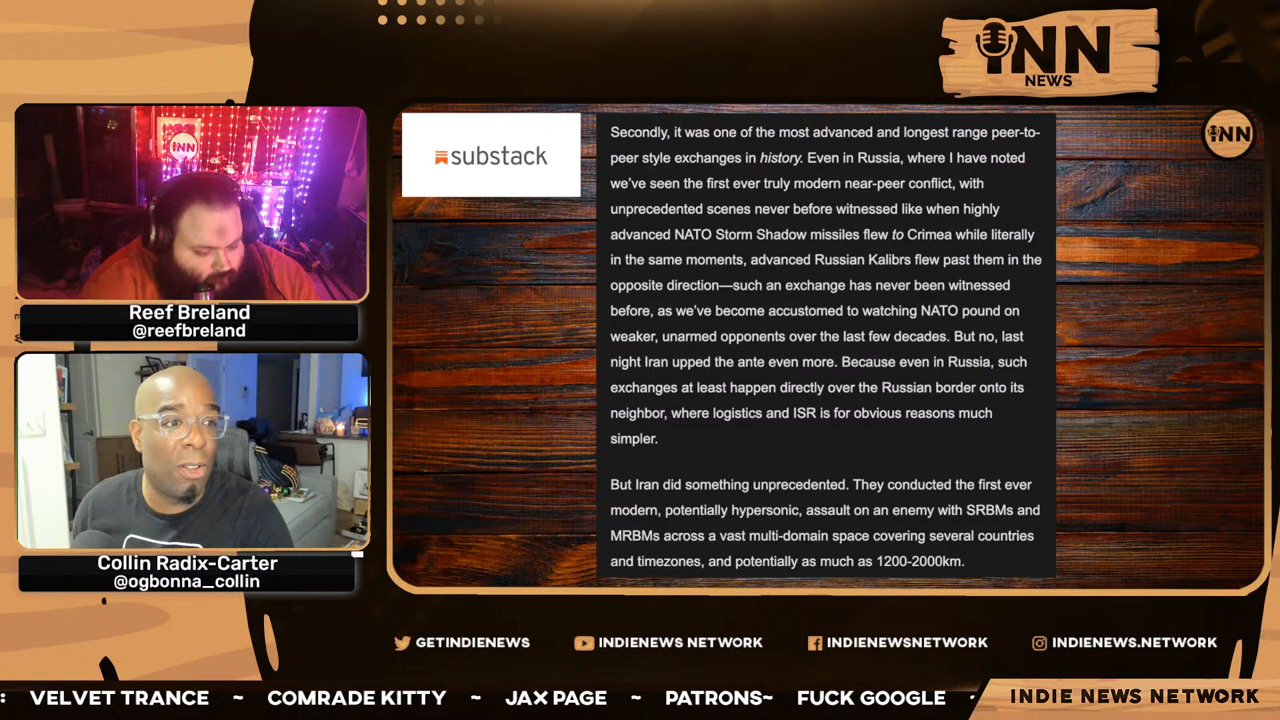 INN
NEWS
INN
INN
substack
Secondly, it was one of the most advanced and longest range peer-to-
peer style exchanges in history. Even in Russia, where I have noted
we've seen the first ever truly modern near-peer conflict, with
unprecedented scenes never before witnessed like when highly
advanced NATO Storm Shadow missiles flew to Crimea while literally
in the same moments, advanced Russian Kalibrs flew past them in the
opposite direction—such an exchange has never been witnessed
before, as we've become accustomed to watching NATO pound on
weaker, unarmed opponents over the last few decades. But no, last
night Iran upped the ante even more. Because even in Russia, such
exchanges at least happen directly over the Russian border onto its
neighbor, where logistics and ISR is for obvious reasons much
simpler.
But Iran did something unprecedented. They conducted the first ever
modern, potentially hypersonic, assault on an enemy with SRBMs and
MRBMs across a vast multi-domain space covering several countries
and timezones, and potentially as much as 1200-2000km.
Reef Breland
@reefbreland
Collin Radix-Carter
@ogbonna_collin
GETINDIENEWS
INDIENEWS NETWORK
INDIENEWSNETWORK
INDIENEWS.NETWORK
: VELVET TRANCE ~ COMRADE KITTY ~ JAX PAGE ~ PATRONS~ FUCK GOOGLE
INDIE NEWS NETWORK